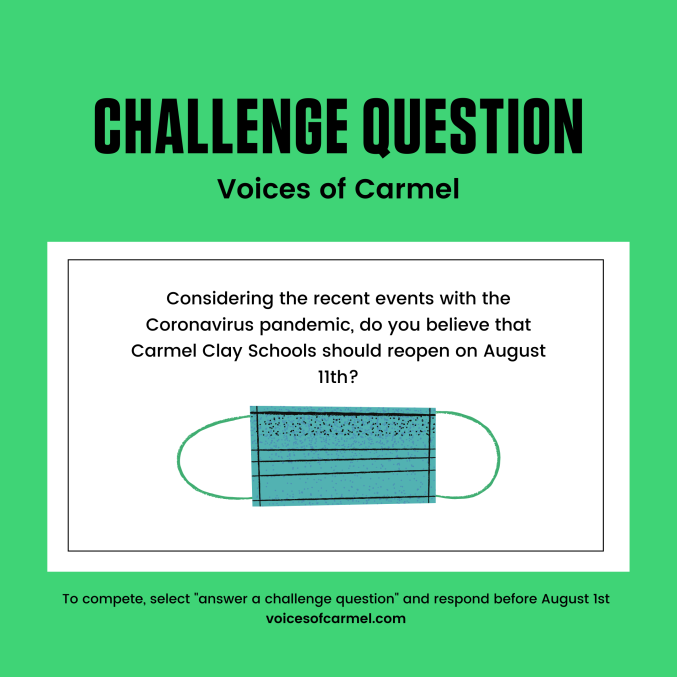 CHALLENGE QUESTION
Voices of Carmel
Considering the recent events with the
Coronavirus pandemic, do you believe that
Carmel Clay Schools should reopen on August
11th?
To compete, select "answer a challenge question" and respond before August 1st
voicesofcarmel.com